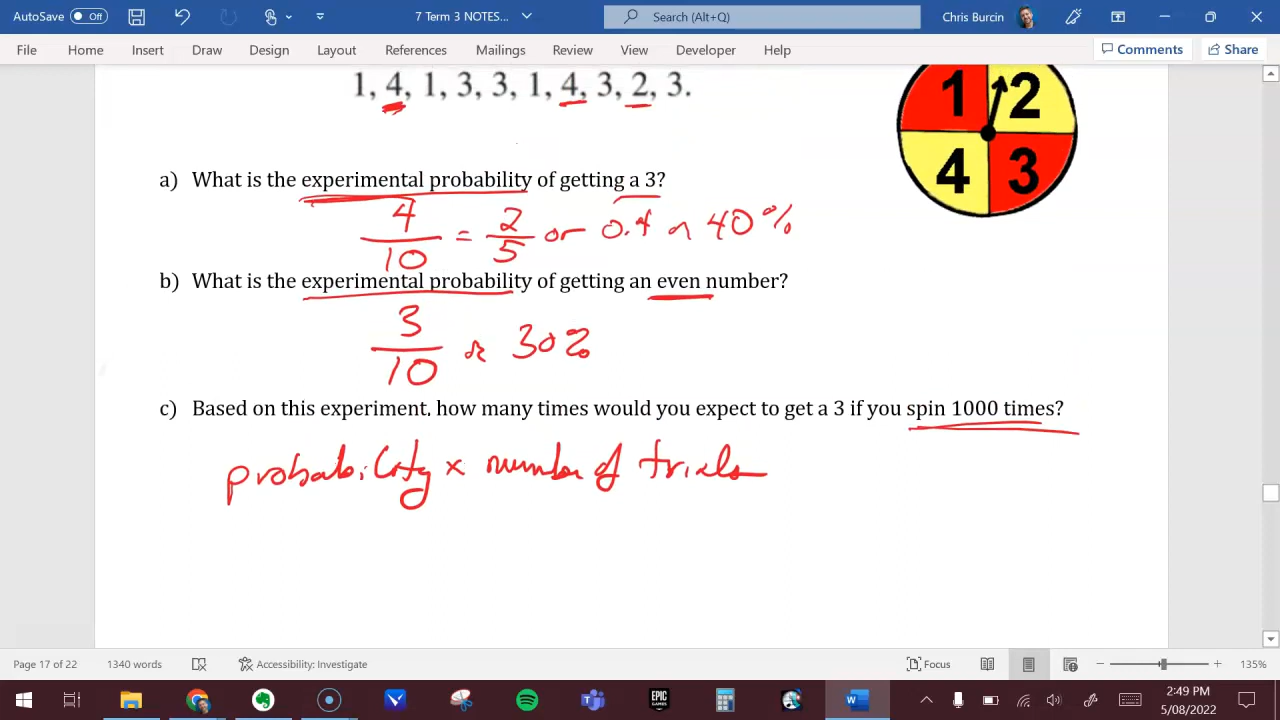 AutoSave Off 7 Term 3 NOTES... Search (Alt+Q) Chris Burcin
File Home Insert Draw Design Layout References Mailings Review View Developer Help Comments Share
1, 4, 1, 3, 3, 1, 4, 3, 2, 3.
1 2
4 3
a) What is the experimental probability of getting a 3?
4/10 = 2/5 or 0.4 or 40%
b) What is the experimental probability of getting an even number?
3/10 or 30%
c) Based on this experiment, how many times would you expect to get a 3 if you spin 1000 times?
probability x number of trials
Page 17 of 22 1340 words Accessibility: Investigate Focus 135%
EPIC GAMES 2:49 PM
5/08/2022